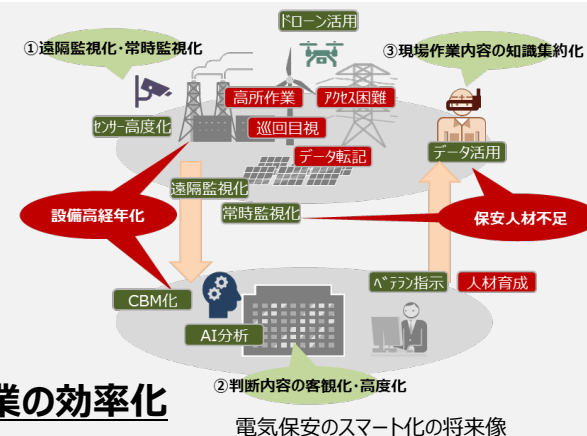 ドローン活用
①遠隔監視化・常時監視化
③現場作業内容の知識集約化
高所作業
アクセス困難
センサー高度化
巡回目視
データ転記
データ活用
遠隔監視化
設備高経年化
常時監視化
保安人材不足
CBM化
ベテラン指示
人材育成
AI分析
②判断内容の客観化・高度化
業の効率化
電気保安のスマート化の将来像